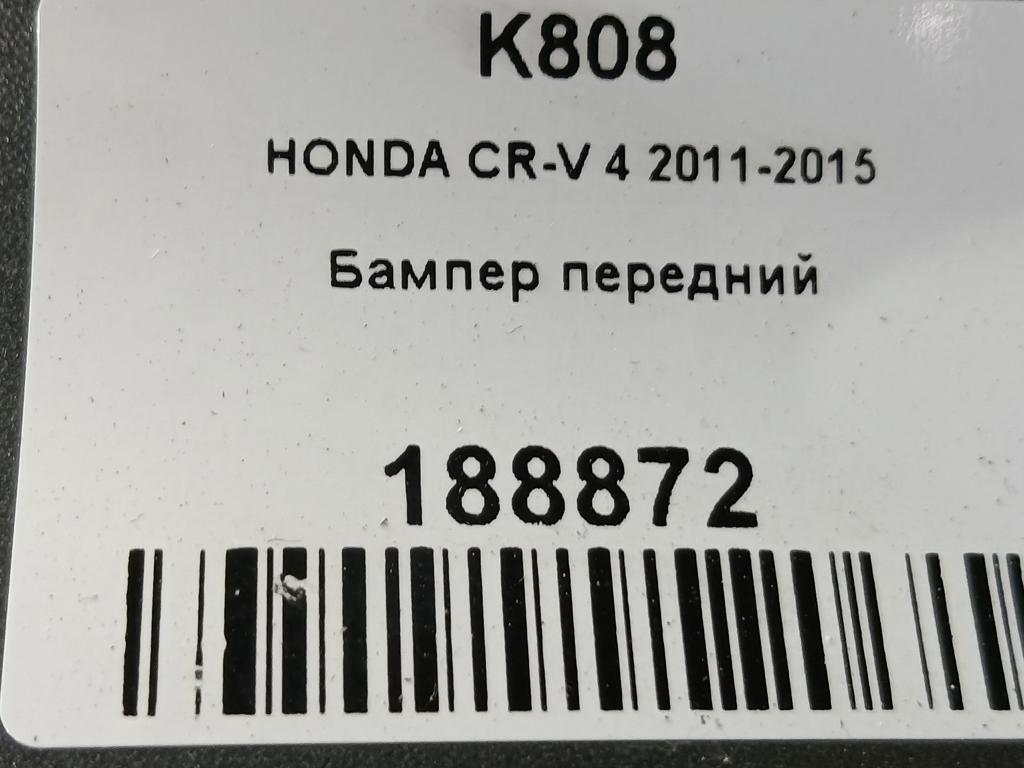 K808
HONDA CR-V 4 2011-2015
Бампер передний
188872